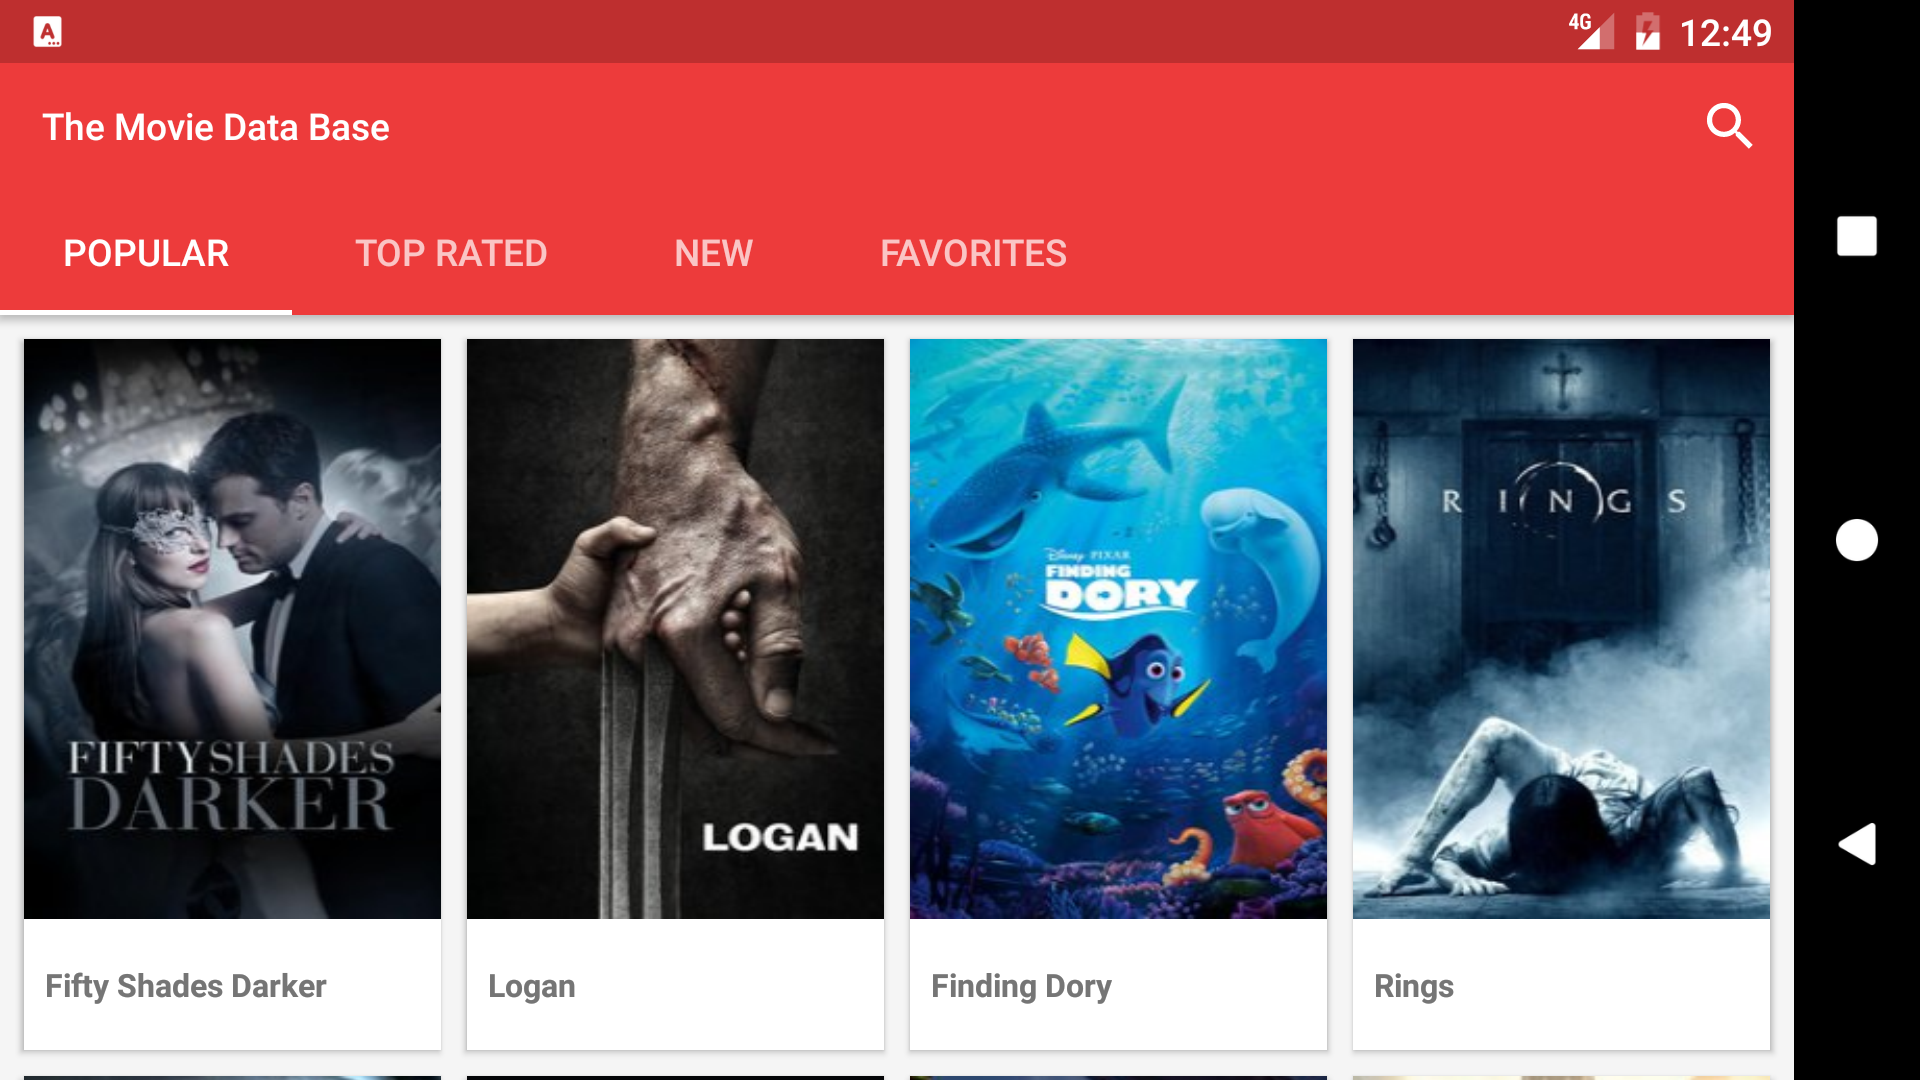 A
4G
12:49
The Movie Data Base
POPULAR
TOP RATED
NEW
FAVORITES
FIFTY SHADES
DARKER
LOGAN
Disney PIXAR
FINDING
DORY
RINGS
Fifty Shades Darker
Logan
Finding Dory
Rings